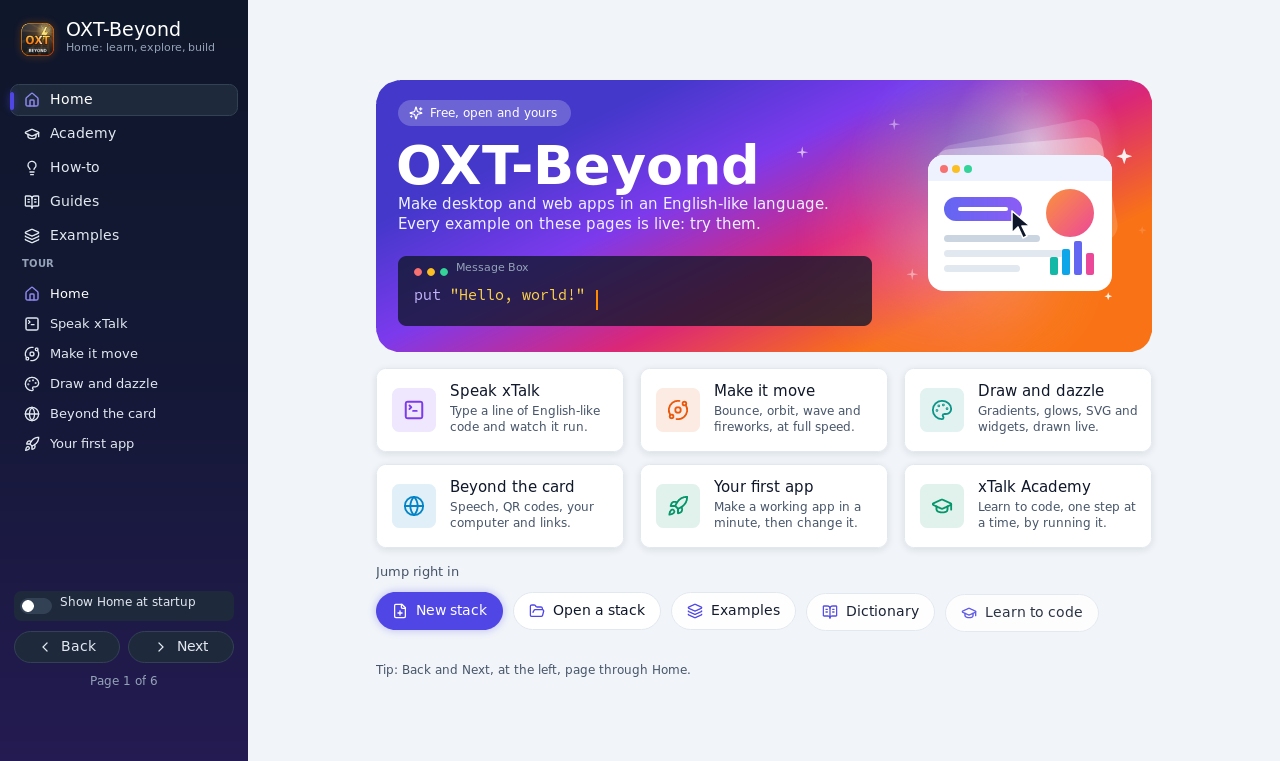 OXT
BEYOND
OXT-Beyond
Home: learn, explore, build
Home
Academy
How-to
Guides
Examples
TOUR
Home
Speak xTalk
Make it move
Draw and dazzle
Beyond the card
Your first app
Show Home at startup
Back
Next
Page 1 of 6
Free, open and yours
OXT-Beyond
Make desktop and web apps in an English-like language.
Every example on these pages is live: try them.
Message Box
put "Hello, world!"
Speak xTalk
Type a line of English-like
code and watch it run.
Make it move
Bounce, orbit, wave and
fireworks, at full speed.
Draw and dazzle
Gradients, glows, SVG and
widgets, drawn live.
Beyond the card
Speech, QR codes, your
computer and links.
Your first app
Make a working app in a
minute, then change it.
xTalk Academy
Learn to code, one step at
a time, by running it.
Jump right in
New stack
Open a stack
Examples
Dictionary
Learn to code
Tip: Back and Next, at the left, page through Home.